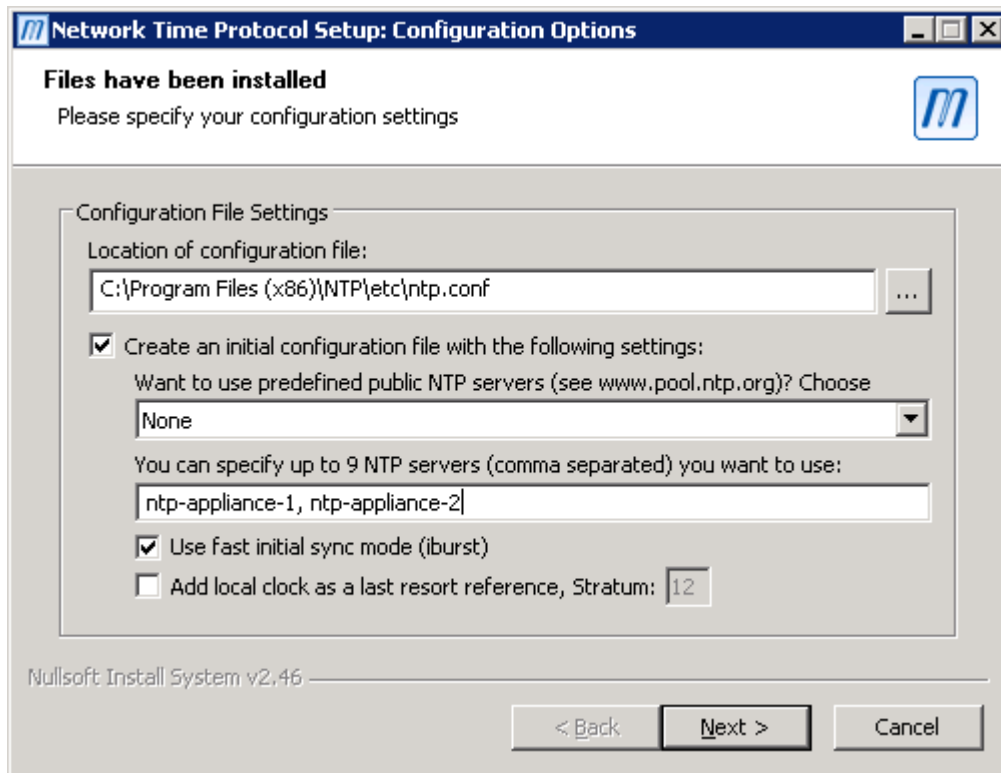 Network Time Protocol Setup: Configuration Options
Files have been installed
Please specify your configuration settings
Configuration File Settings
Location of configuration file:
C:\Program Files (x86)\NTP\etc\ntp.conf
...
Create an initial configuration file with the following settings:
Want to use predefined public NTP servers (see www.pool.ntp.org)? Choose
None
You can specify up to 9 NTP servers (comma separated) you want to use:
ntp-appliance-1, ntp-appliance-2
Use fast initial sync mode (iburst)
Add local clock as a last resort reference, Stratum: 12
Nullsoft Install System v2.46
< Back Next > Cancel